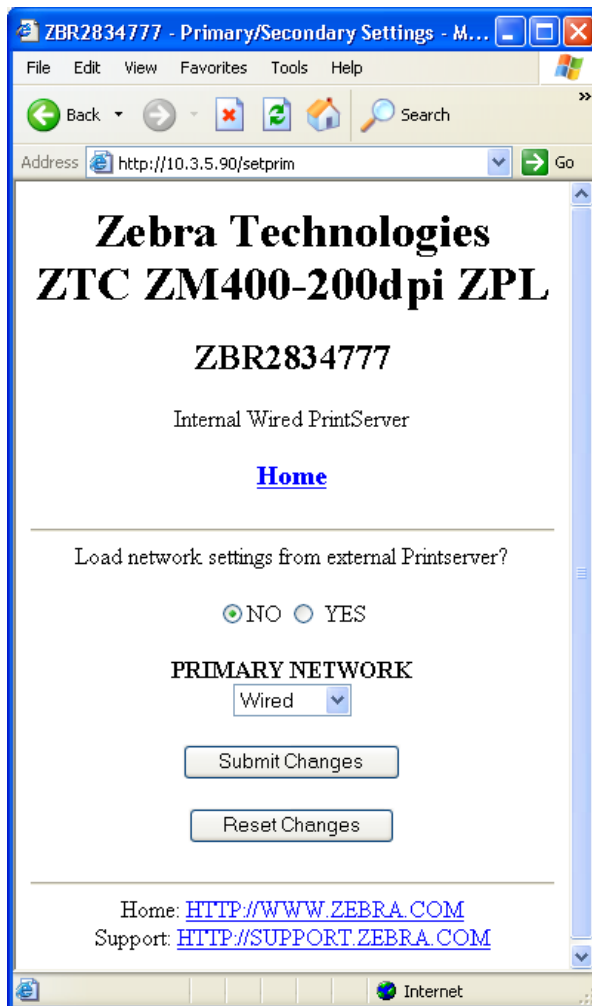 ZBR2834777 - Primary/Secondary Settings - M...
File Edit View Favorites Tools Help
Back Search »
Address http://10.3.5.90/setprim Go
Zebra Technologies
ZTC ZM400-200dpi ZPL
ZBR2834777
Internal Wired PrintServer
Home
Load network settings from external Printserver?
NO YES
PRIMARY NETWORK
Wired
Submit Changes
Reset Changes
Home: HTTP://WWW.ZEBRA.COM
Support: HTTP://SUPPORT.ZEBRA.COM
Internet